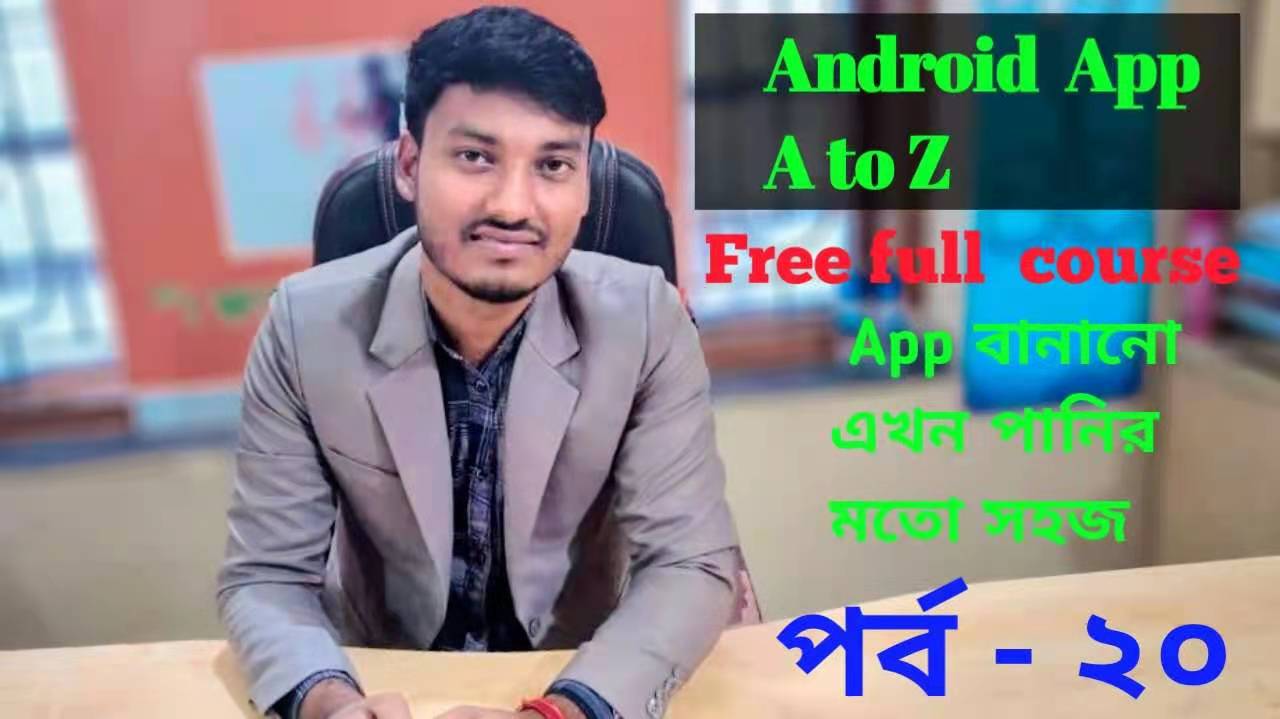 Android App
A to Z
Free full course
App বানানো
এখন পানির
মতো সহজ
পর্ব - ২০